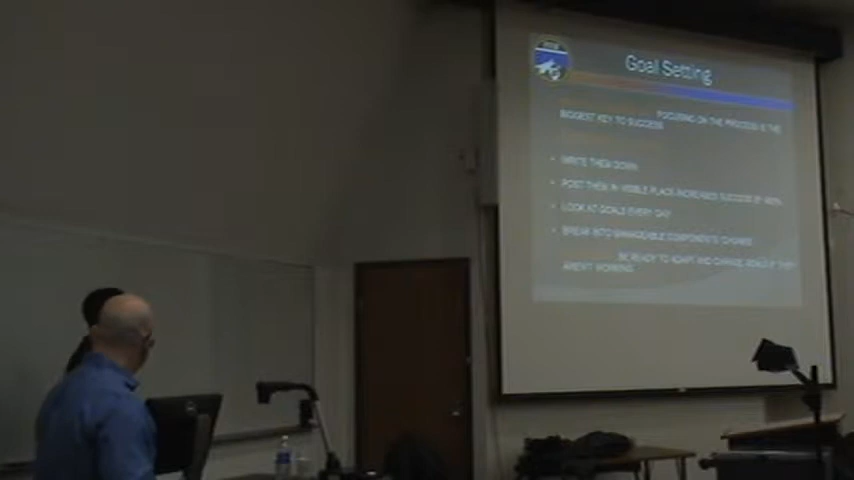 Goal Setting
FOCUSING ON THE PROCESS IS THE
BIGGEST KEY TO SUCCESS
• WRITE THEM DOWN
• POST THEM IN VISIBLE PLACE INCREASES SUCCESS BY
• LOOK AT GOALS EVERY DAY
• BREAK INTO MANAGEABLE COMPONENTS CHUNKS
BE READY TO ADAPT AND CHANGE GOALS IF THEY
AREN'T WORKING